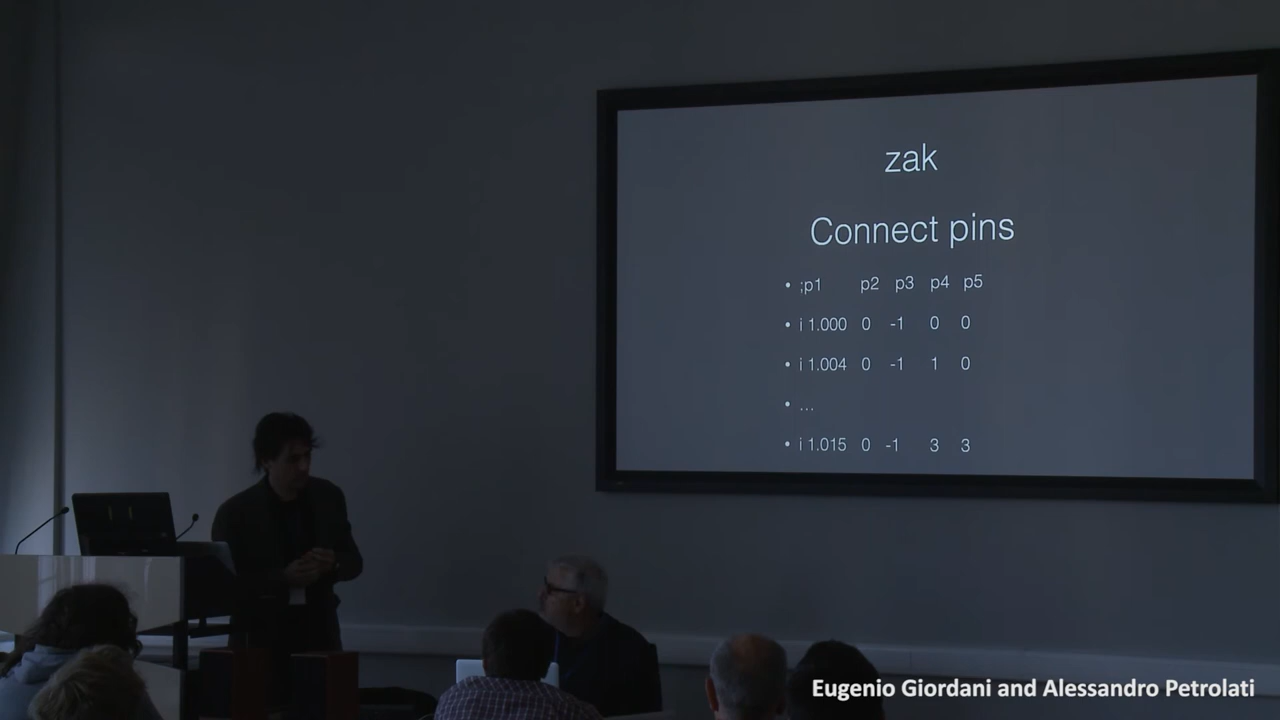 zak
Connect pins
• ;p1 p2 p3 p4 p5
• i 1.000 0 -1 0 0
• i 1.004 0 -1 1 0
• ...
• i 1.015 0 -1 3 3
Eugenio Giordani and Alessandro Petrolati